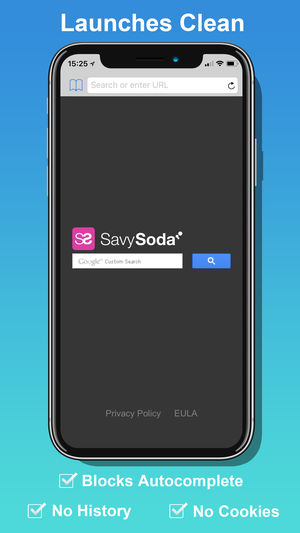 Launches Clean
15:25
Search or enter URL
SavySoda
Google Custom Search
Privacy Policy EULA
Blocks Autocomplete
No History No Cookies